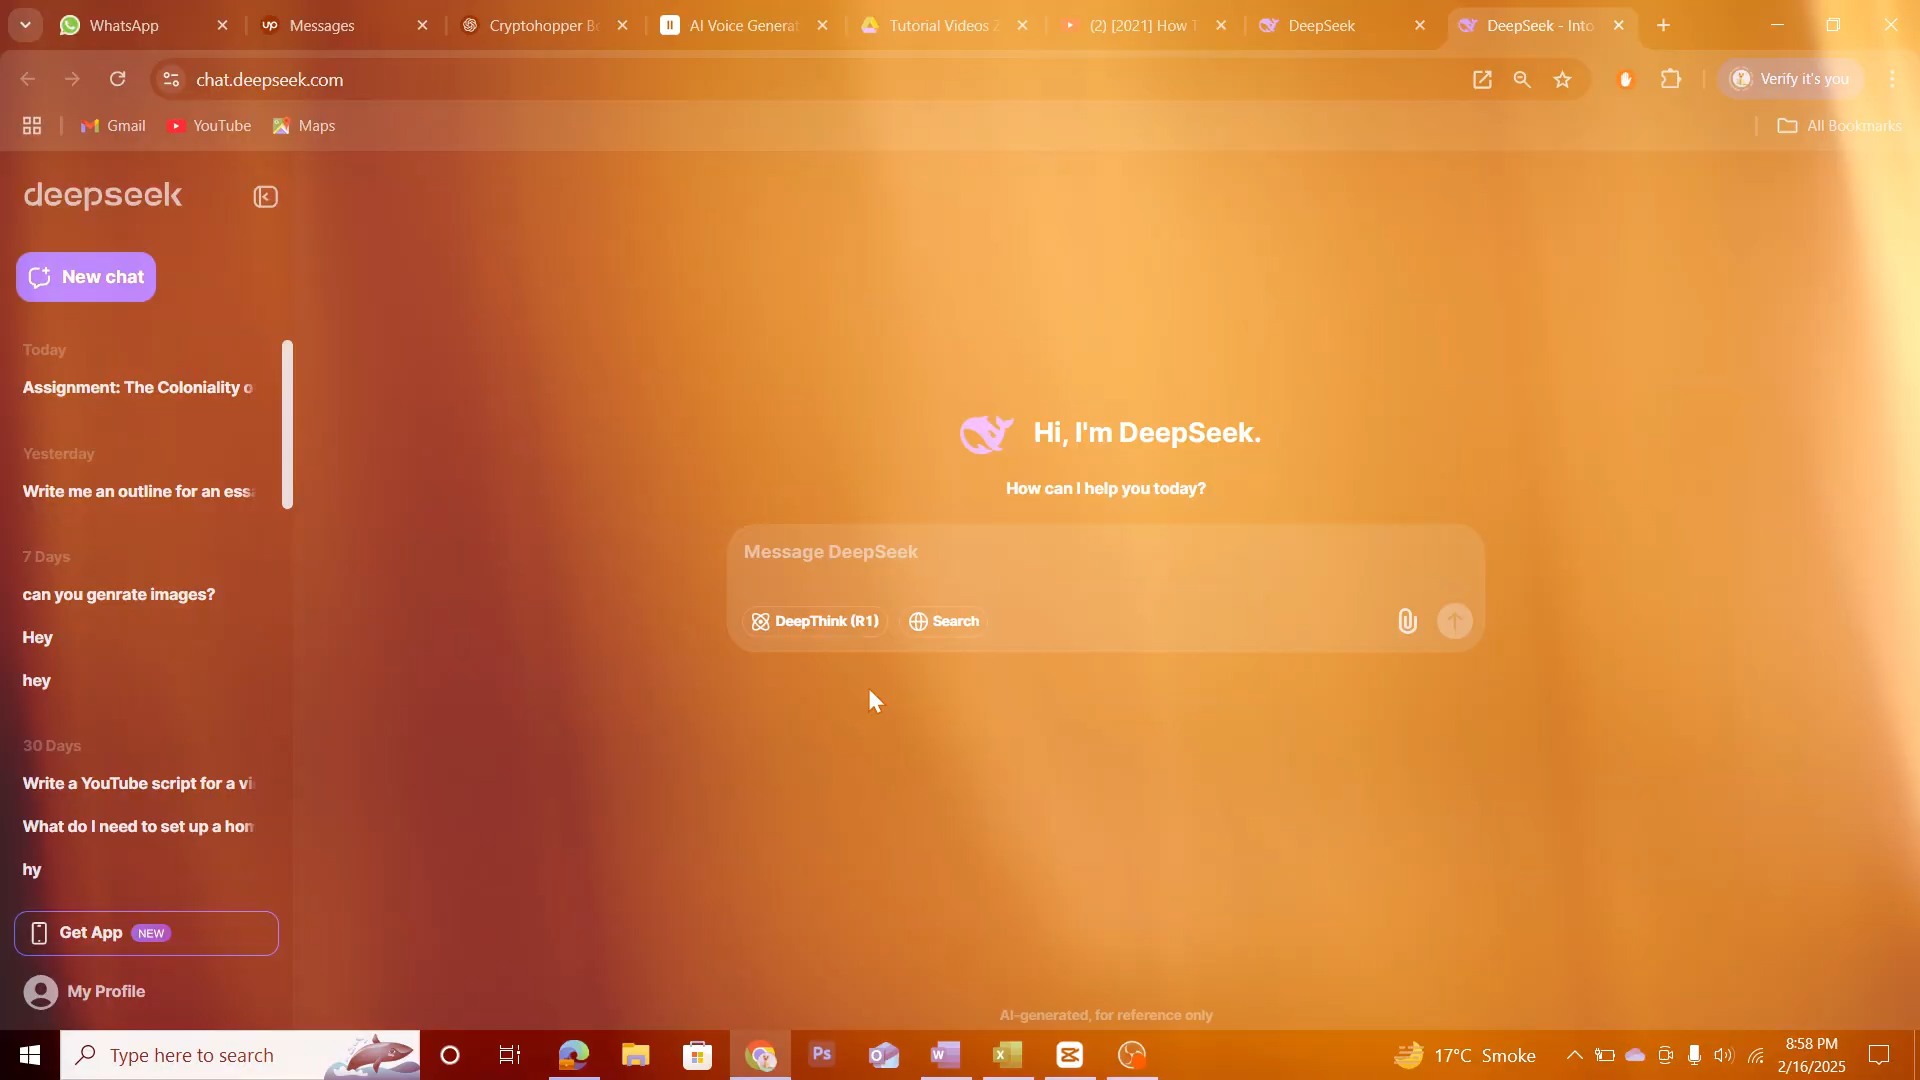 WhatsApp
Messages
Cryptohopper B
AI Voice Generat
Tutorial Videos 2
(2) [2021] How T
DeepSeek
DeepSeek - Into
chat.deepseek.com
Verify it's you
Gmail
YouTube
Maps
All Bookmarks
deepseek
New chat
Today
Assignment: The Coloniality o
Yesterday
Write me an outline for an ess
7 Days
can you genrate images?
Hey
hey
30 Days
Write a YouTube script for a vi
What do I need to set up a hom
hy
Get App NEW
My Profile
Hi, I'm DeepSeek.
How can I help you today?
Message DeepSeek
DeepThink (R1)
Search
AI-generated, for reference only
Type here to search
17°C Smoke
8:58 PM
2/16/2025